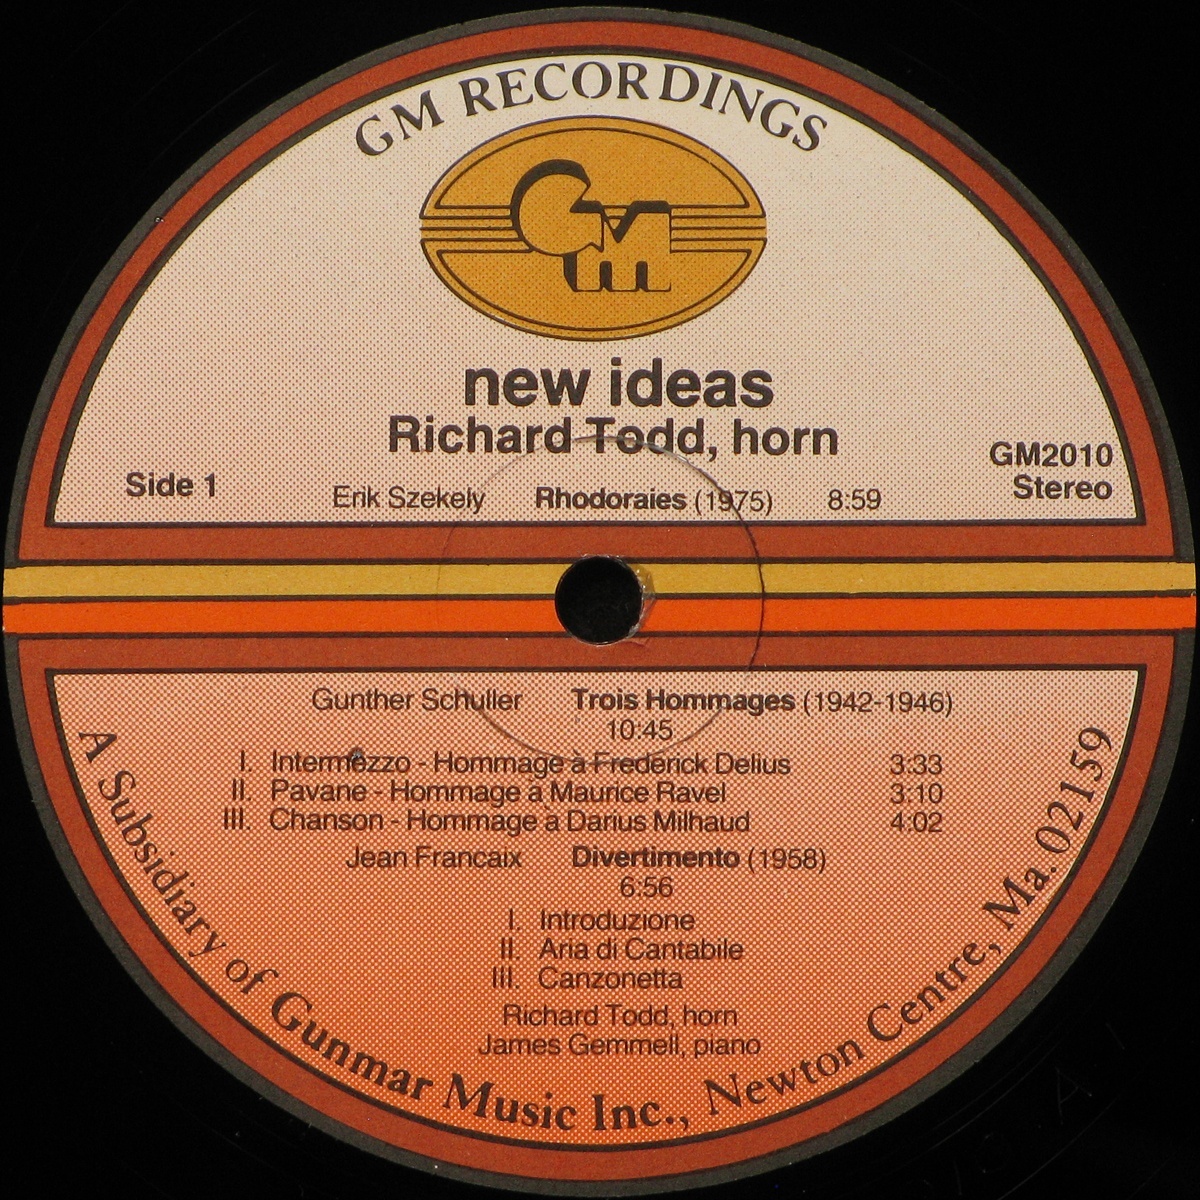 GM RECORDINGS
GM
new ideas
Richard Todd, horn
GM2010
Side 1
Stereo
Erik Szekely Rhodoraies (1975) 8:59
Gunther Schuller Trois Hommages (1942-1946)
10:45
I. Intermezzo - Hommage à Frederick Delius 3:33
II. Pavane - Hommage a Maurice Ravel 3:10
III. Chanson - Hommage a Darius Milhaud 4:02
Jean Francaix Divertimento (1958)
6:56
I. Introduzione
II. Aria di Cantabile
III. Canzonetta
Richard Todd, horn
James Gemmell, piano
A Subsidiary of Gunmar Music Inc., Newton Centre, Ma. 02159